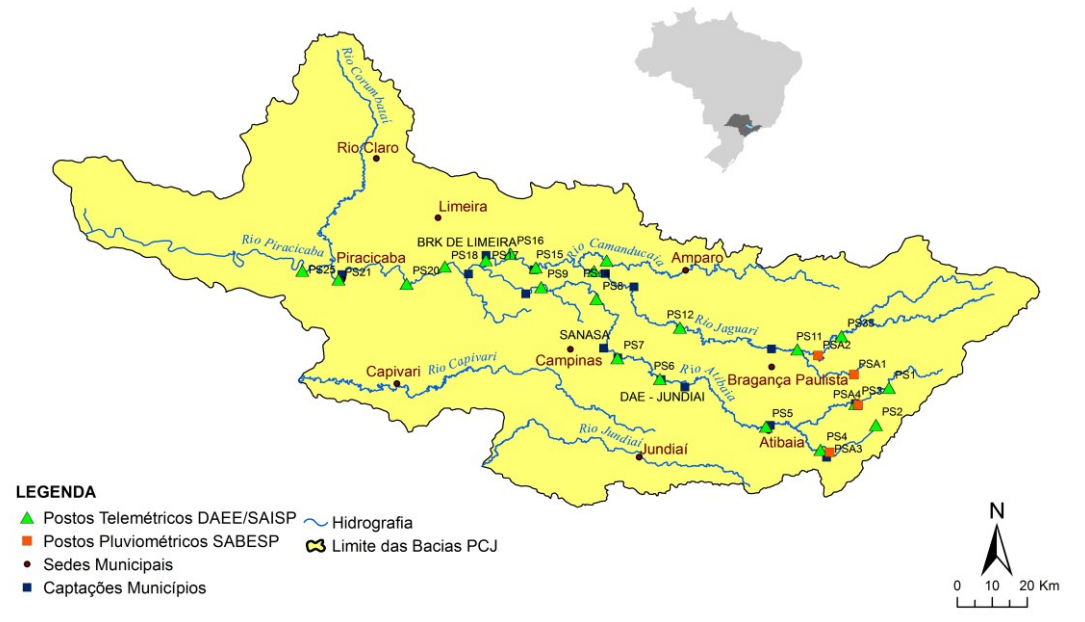 Rio Corumbataí
Rio Claro
Limeira
Rio Piracicaba
BRK DE LIMEIRA
PS16
Rio Camanducaia
Piracicaba
PS18
PS17
PS15
Amparo
PS25
PS21
PS20
PS9
PS8
PS12
Rio Jaguari
PS35
SANASA
PS11
PSA2
PS7
Campinas
PSA1
Capivari
Rio Capivari
PS6
Rio Atibaia
Bragança Paulista
PS1
DAE - JUNDIAI
PSA4
PS3
PS5
PS2
Rio Jundiaí
Atibaia
PS4
Jundiaí
PSA3
LEGENDA
Postos Telemétricos DAEE/SAISP
Hidrografia
Postos Pluviométricos SABESP
Limite das Bacias PCJ
Sedes Municipais
Captações Municípios
N
0 10 20 Km